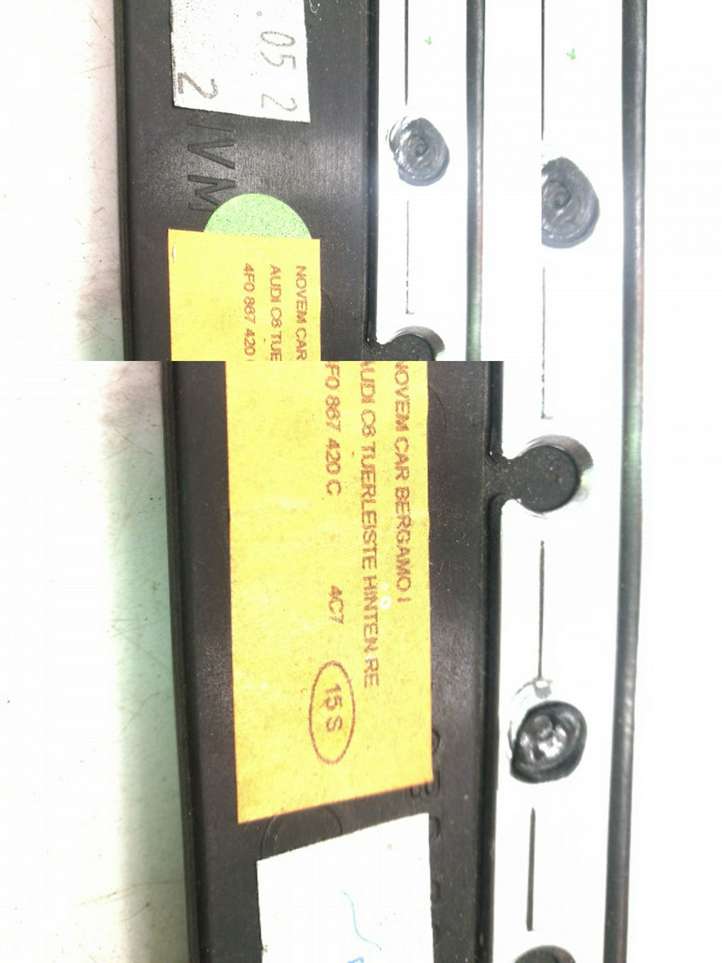 .05 2
2
NOVEM CAR
AUDI C6 TUE
4F0 867 420
NOVEM CAR BERGAMO I
AUDI C6 TUERLEISTE HINTEN RE
4F0 867 420 C 4C7
15 S